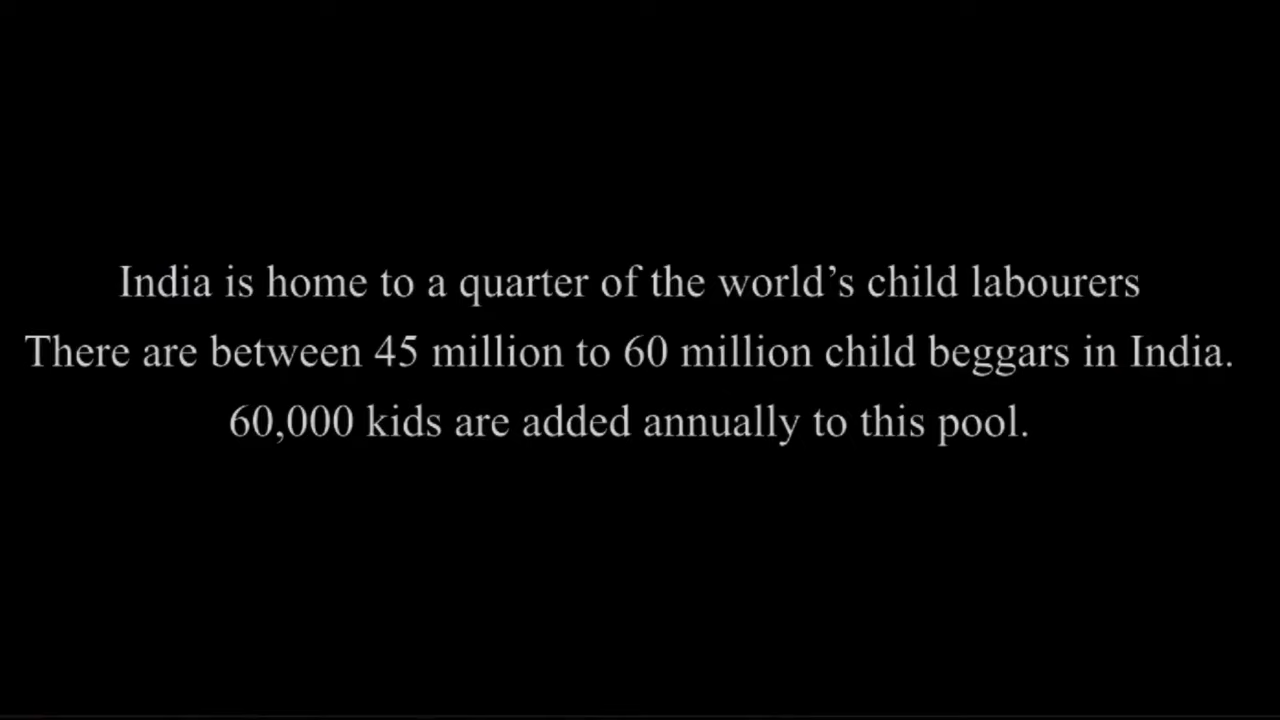 India is home to a quarter of the world’s child labourers
There are between 45 million to 60 million child beggars in India.
60,000 kids are added annually to this pool.